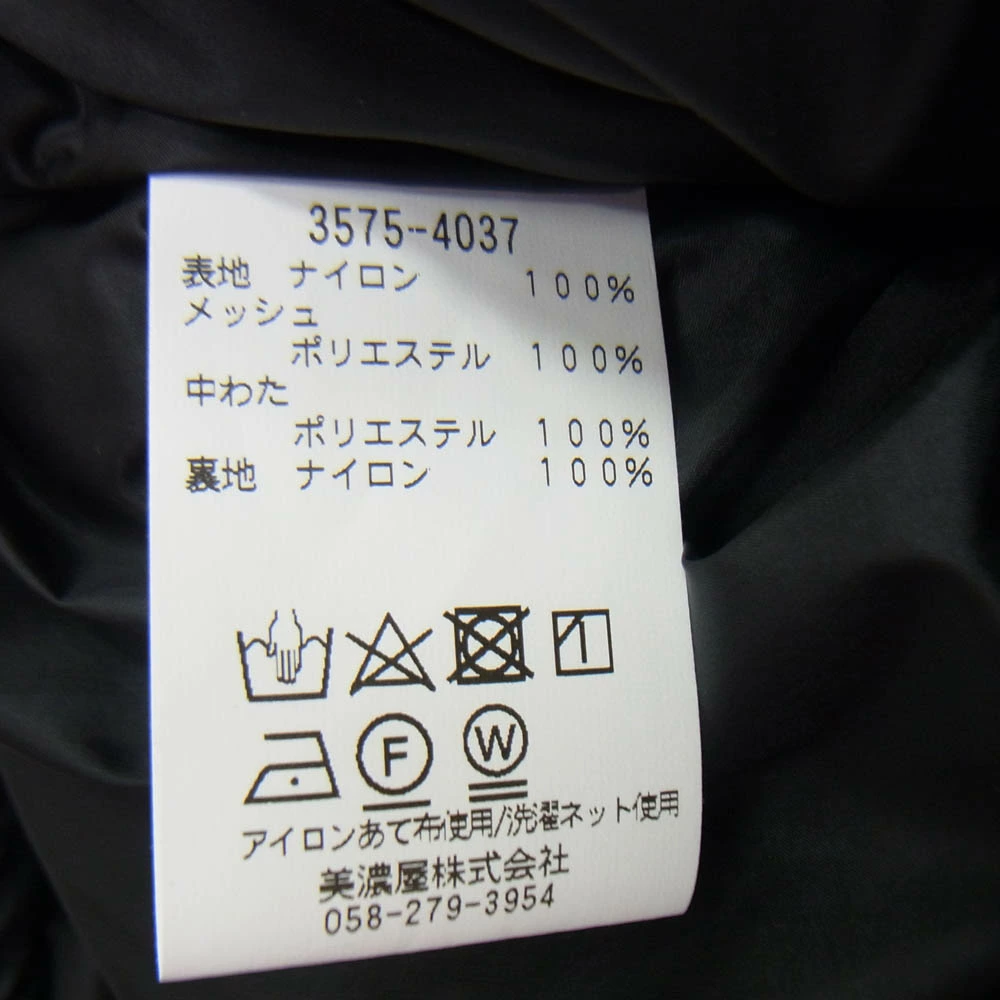 3575-4037
表地 ナイロン 100%
メッシュ
ポリエステル 100%
中わた
ポリエステル 100%
裏地 ナイロン 100%
F W
アイロンあて布使用/洗濯ネット使用
美濃屋株式会社
058-279-3954